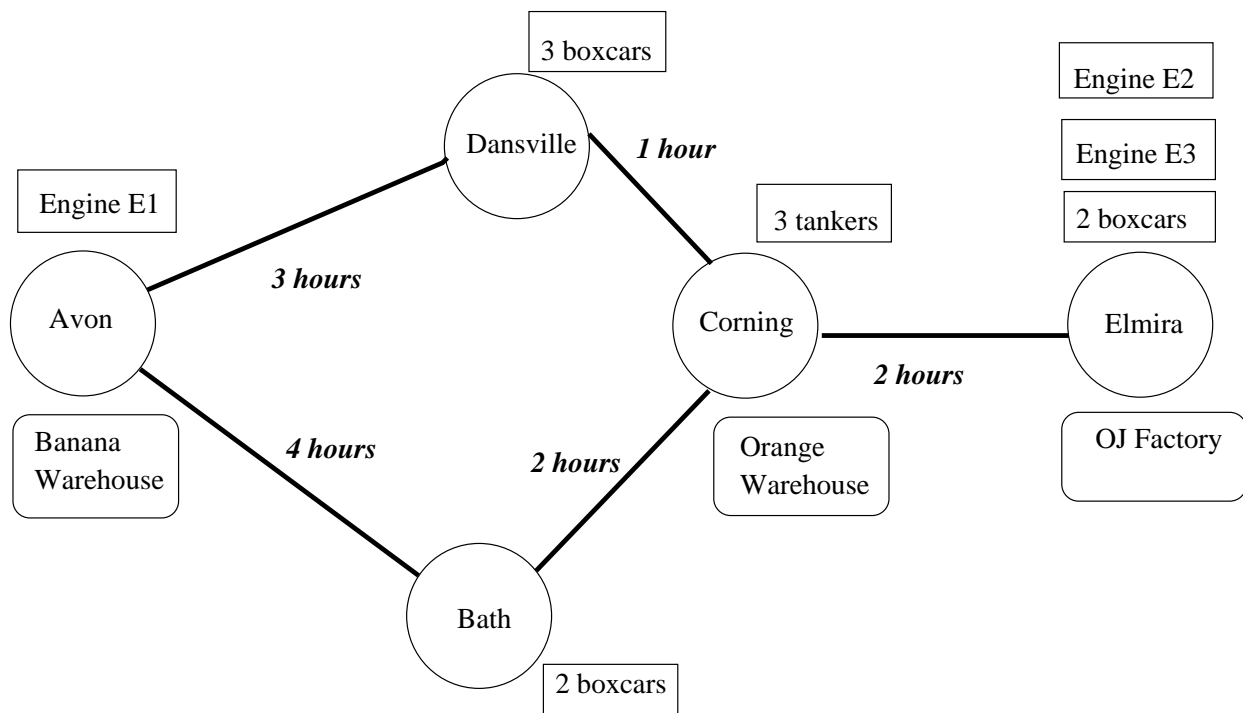 3 boxcars
Engine E2
Dansville
1 hour
Engine E3
Engine E1
3 tankers
2 boxcars
3 hours
Avon
Corning
Elmira
2 hours
Banana
Warehouse
4 hours
2 hours
Orange
Warehouse
OJ Factory
Bath
2 boxcars